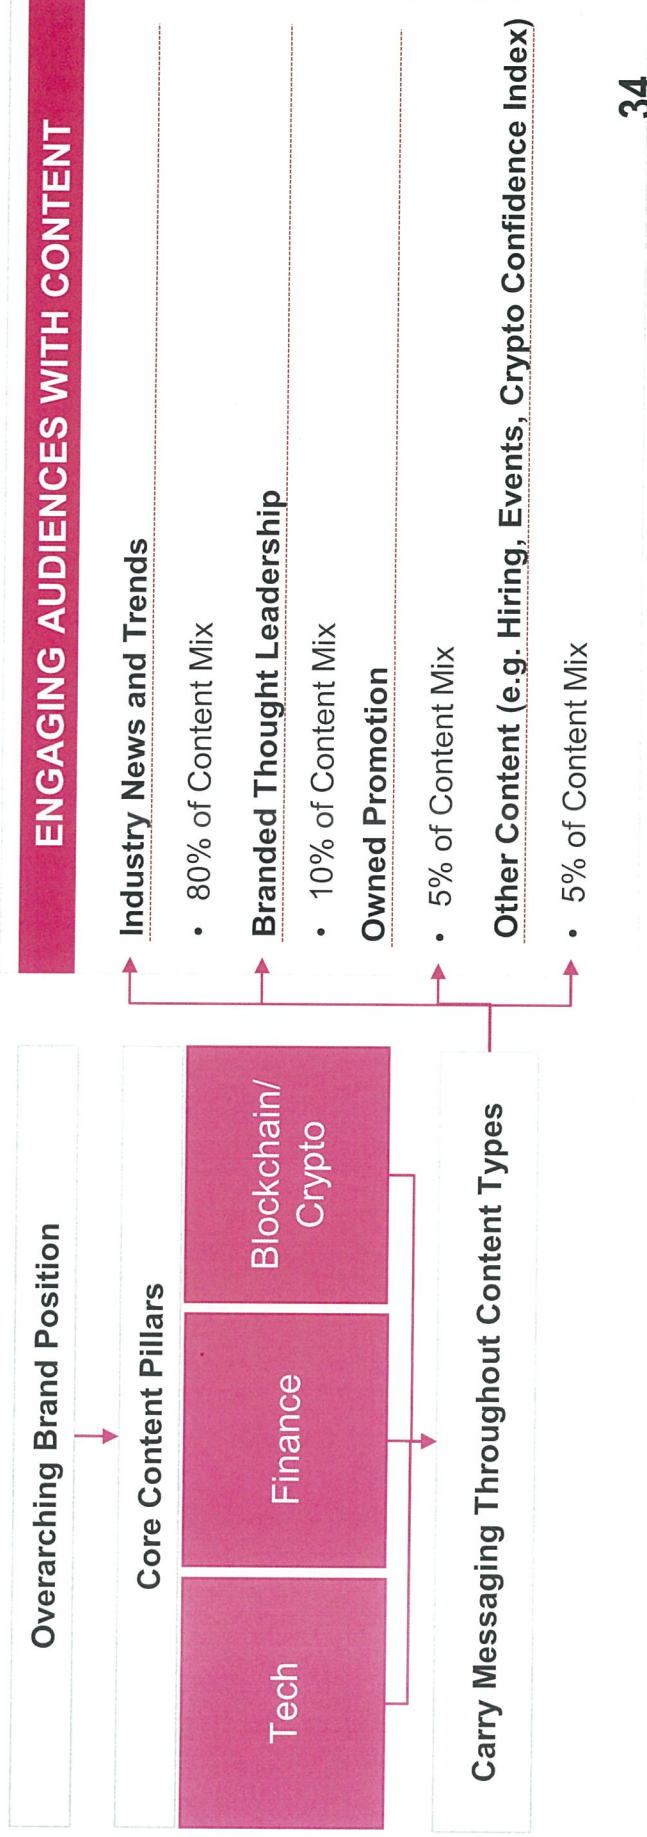 Overarching Brand Position
Core Content Pillars
Tech
Finance
Blockchain/
Crypto
Carry Messaging Throughout Content Types
ENGAGING AUDIENCES WITH CONTENT
Industry News and Trends
• 80% of Content Mix
Branded Thought Leadership
• 10% of Content Mix
Owned Promotion
• 5% of Content Mix
Other Content (e.g. Hiring, Events, Crypto Confidence Index)
• 5% of Content Mix
34